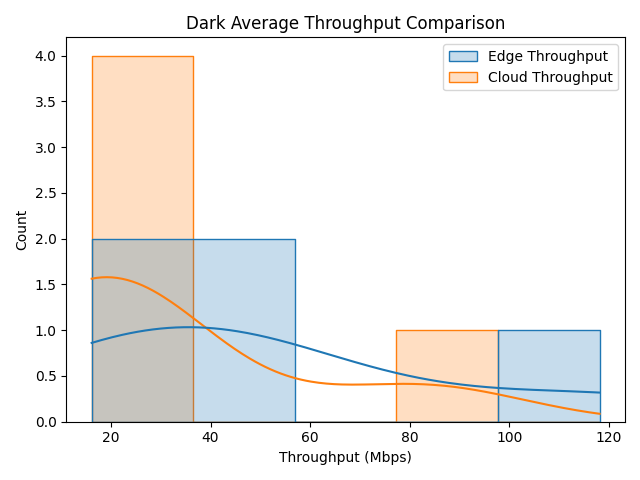 Dark Average Throughput Comparison
Edge Throughput
Cloud Throughput
Count
4.0
3.5
3.0
2.5
2.0
1.5
1.0
0.5
0.0
20 40 60 80 100 120
Throughput (Mbps)